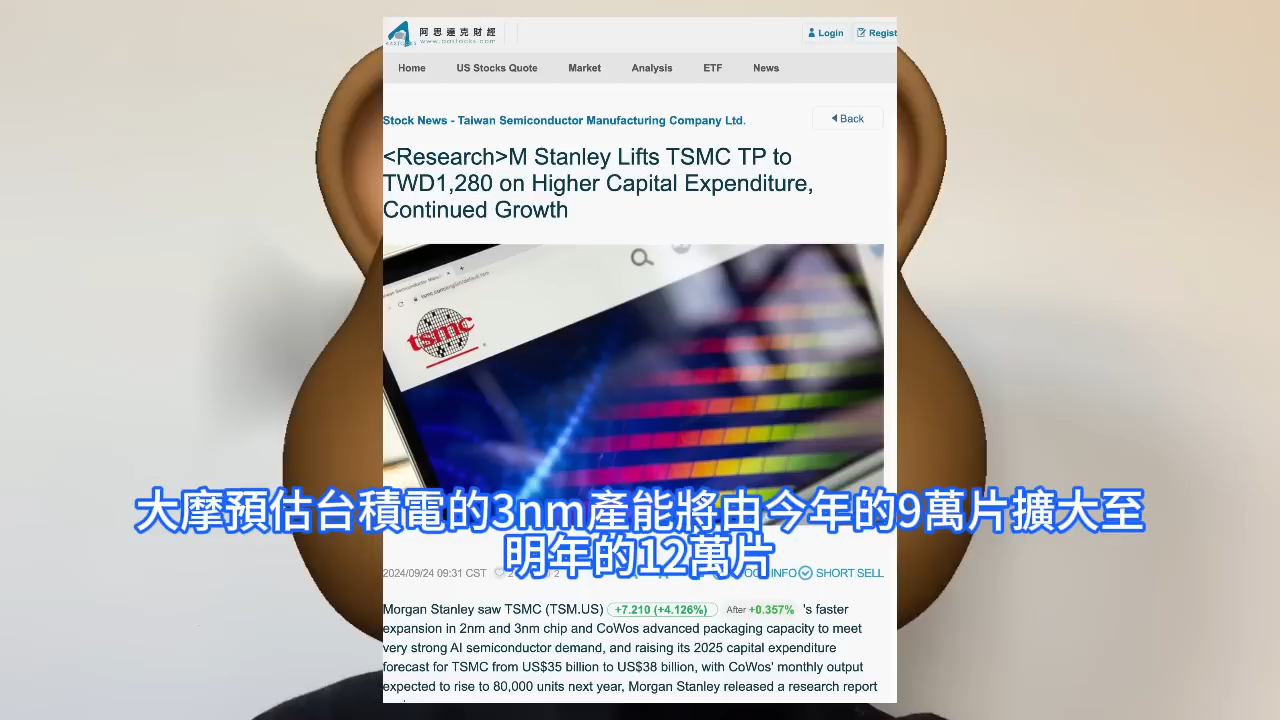 阿思達克財經
www.aastocks.com
Login
Regist
Home
US Stocks Quote
Market
Analysis
ETF
News
Stock News - Taiwan Semiconductor Manufacturing Company Ltd.
Back
<Research>M Stanley Lifts TSMC TP to
TWD1,280 on Higher Capital Expenditure,
Continued Growth
tsmc
大摩預估台積電的3nm產能將由今年的9萬片擴大至
明年的12萬片
2024/09/24 09:31 CST
INFO
SHORT SELL
Morgan Stanley saw TSMC (TSM.US) +7.210 (+4.126%) After +0.357% 's faster
expansion in 2nm and 3nm chip and CoWos advanced packaging capacity to meet
very strong AI semiconductor demand, and raising its 2025 capital expenditure
forecast for TSMC from US$35 billion to US$38 billion, with CoWos' monthly output
expected to rise to 80,000 units next year, Morgan Stanley released a research report